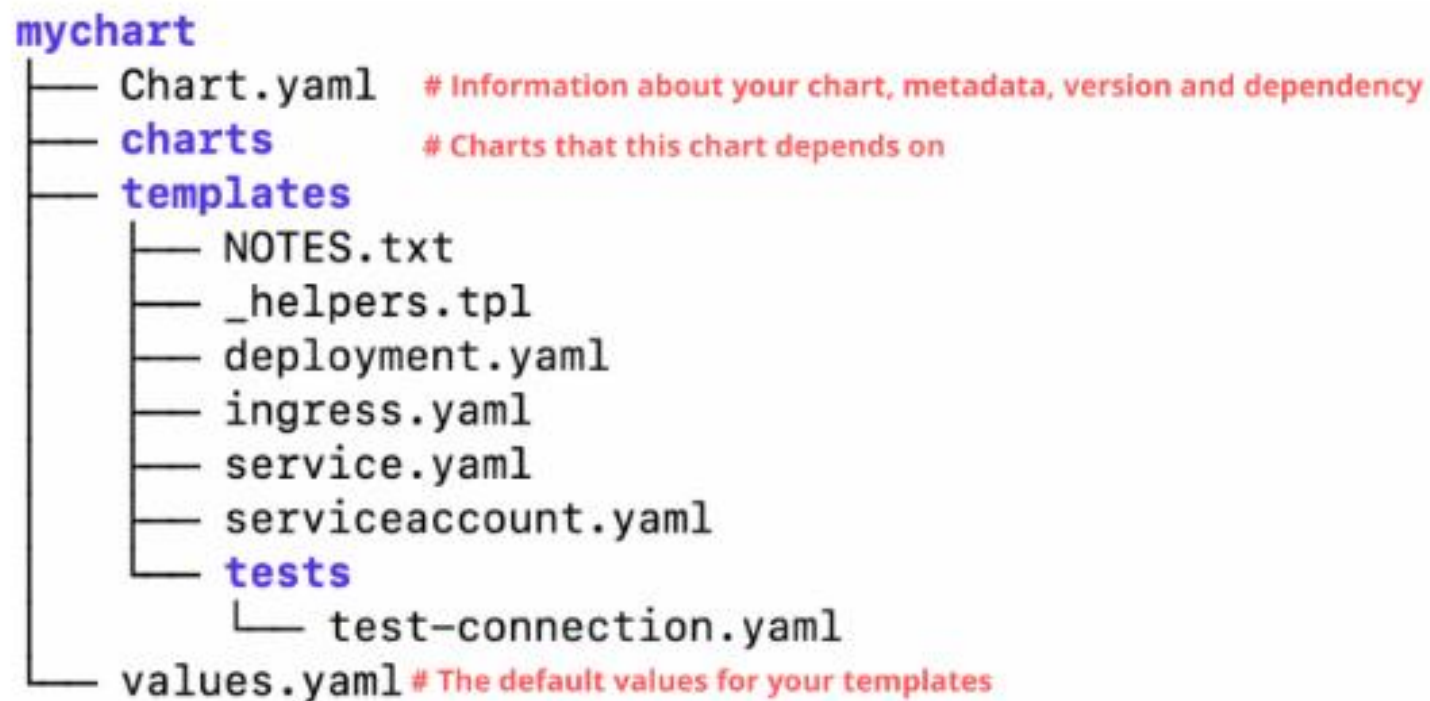 mychart
├── Chart.yaml # Information about your chart, metadata, version and dependency
├── charts # Charts that this chart depends on
├── templates
│   ├── NOTES.txt
│   ├── _helpers.tpl
│   ├── deployment.yaml
│   ├── ingress.yaml
│   ├── service.yaml
│   ├── serviceaccount.yaml
│   └── tests
│       └── test-connection.yaml
└── values.yaml # The default values for your templates